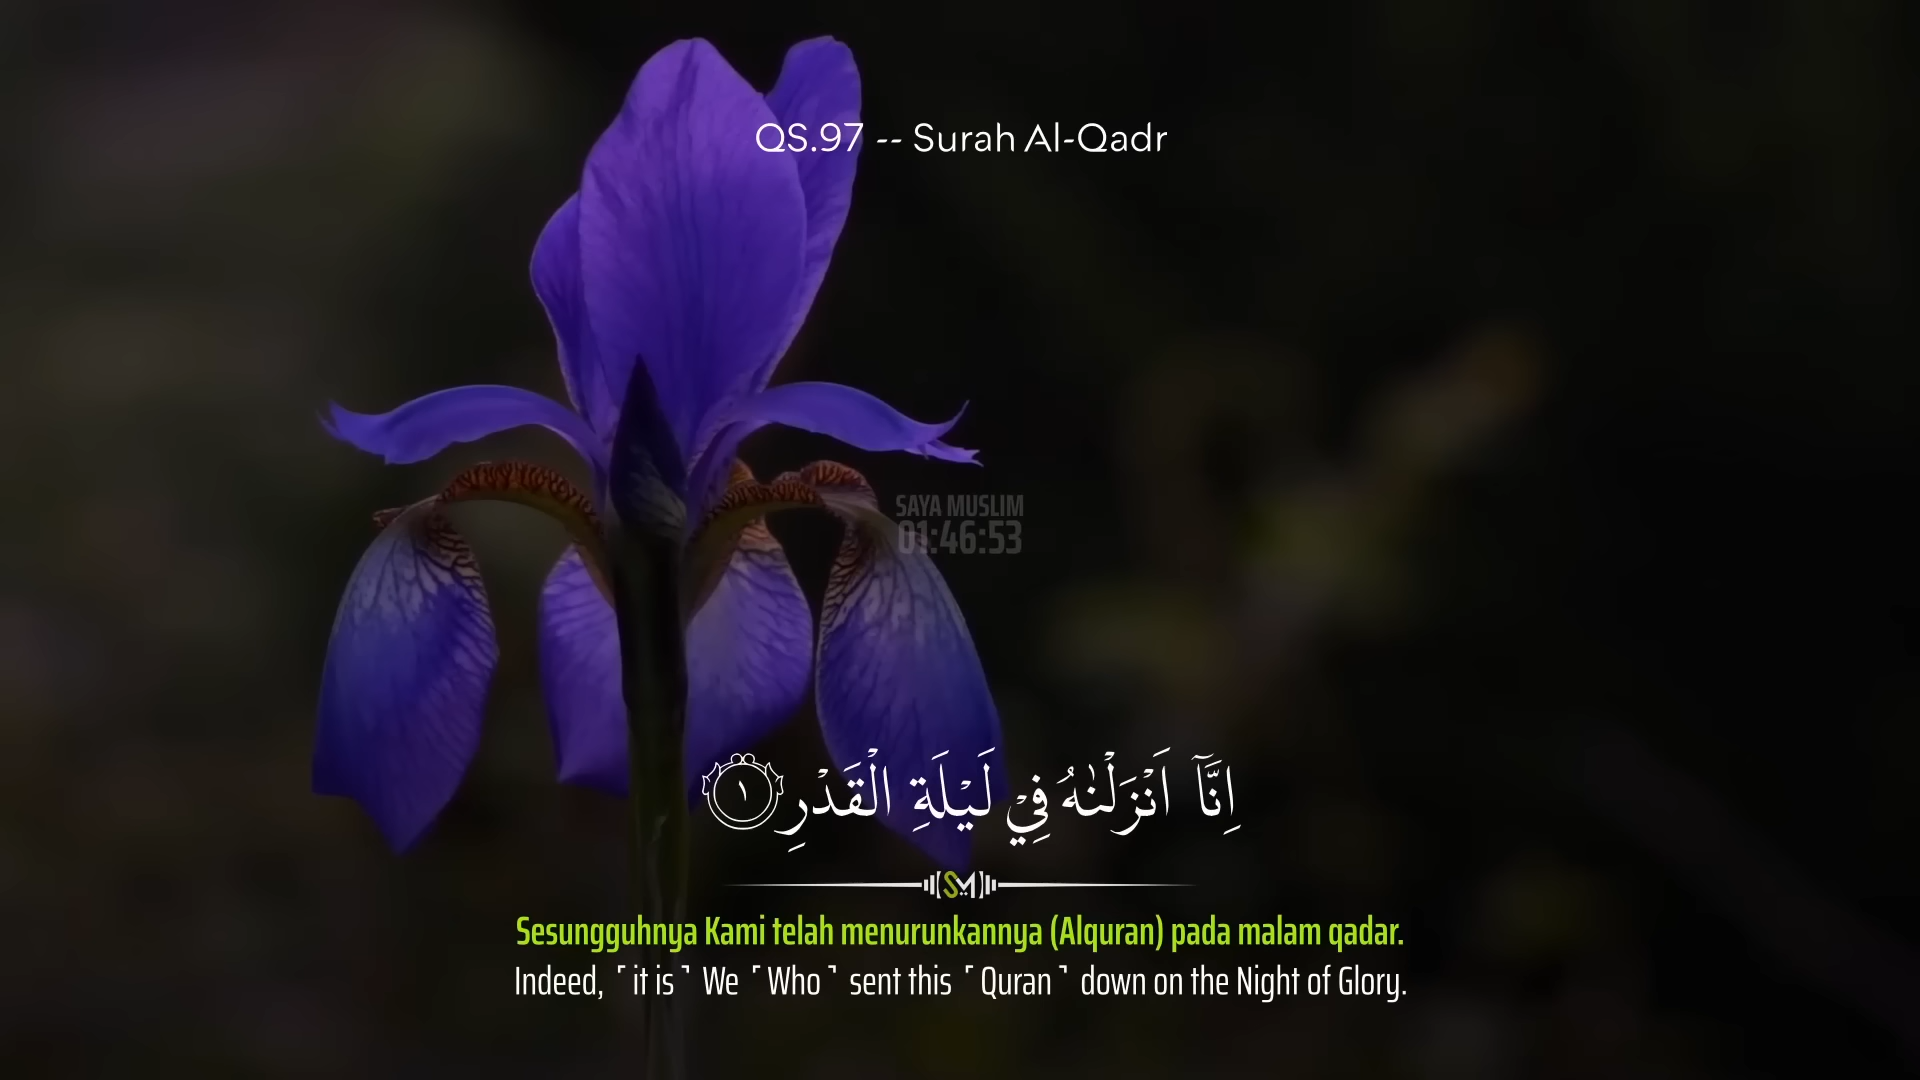 QS.97 -- Surah Al-Qadr
SAYA MUSLIM
01:46:53
اِنَّآ اَنْزَلْنٰهُ فِيْ لَيْلَةِ الْقَدْرِ ١
SM
Sesungguhnya Kami telah menurunkannya (Alquran) pada malam qadar.
Indeed, ˹it is˺ We ˹Who˺ sent this ˹Quran˺ down on the Night of Glory.